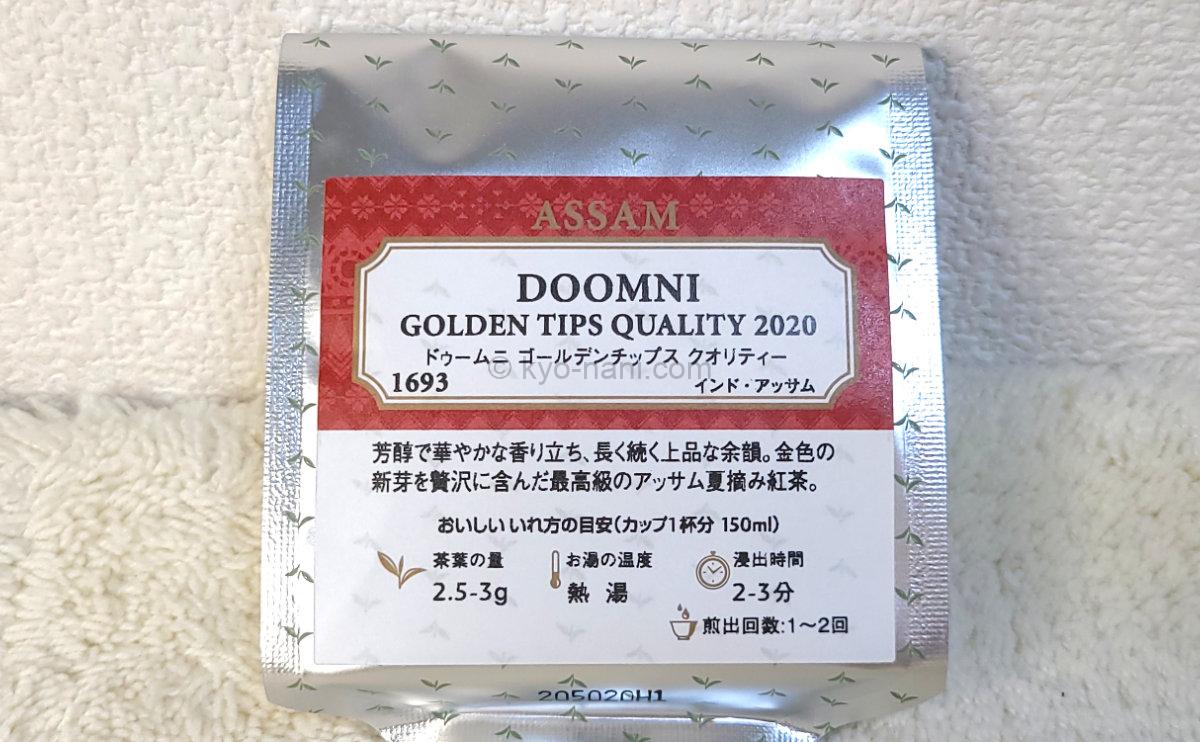 ASSAM
DOOMNI
GOLDEN TIPS QUALITY 2020
ドゥームニ ゴールデンチップス クオリティー
© kyo-nani.com
1693 インド・アッサム
芳醇で華やかな香り立ち、長く続く上品な余韻。金色の
新芽を贅沢に含んだ最高級のアッサム夏摘み紅茶。
おいしいいれ方の目安(カップ1杯分 150ml)
茶葉の量 お湯の温度 浸出時間
2.5-3g 熱 湯 2-3分
煎出回数:1〜2回
205020H1